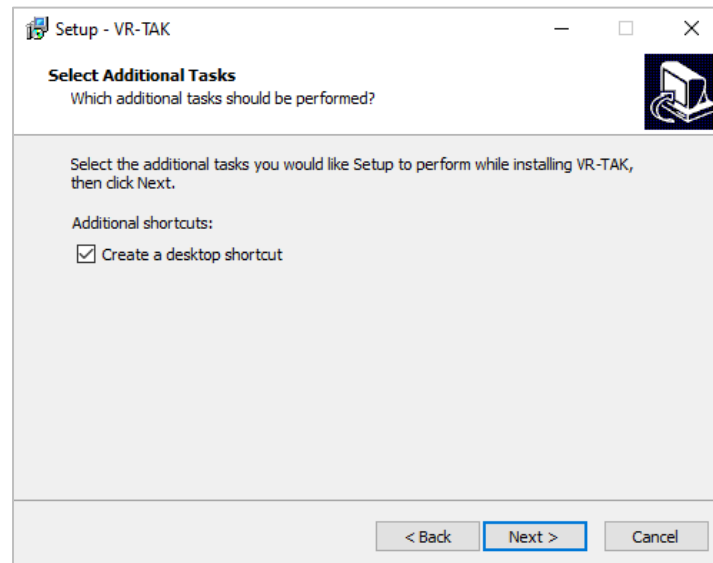 Setup - VR-TAK
Select Additional Tasks
Which additional tasks should be performed?
Select the additional tasks you would like Setup to perform while installing VR-TAK,
then click Next.
Additional shortcuts:
Create a desktop shortcut
< Back Next > Cancel